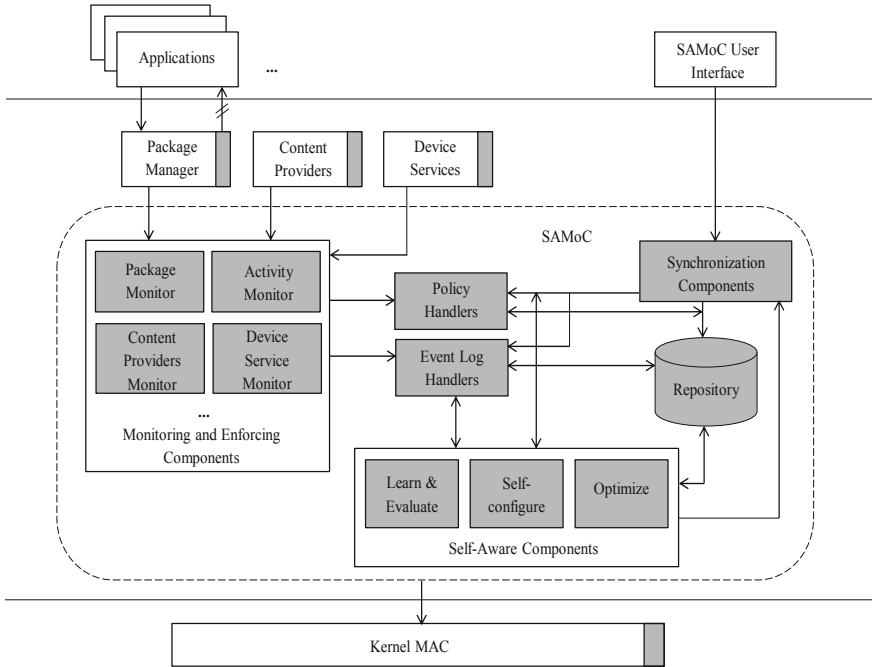 Applications
...
SAMoC User
Interface
Package
Manager
Content
Providers
Device
Services
SAMoC
Package
Monitor
Activity
Monitor
Content
Providers
Monitor
Device
Service
Monitor
...
Monitoring and Enforcing
Components
Policy
Handlers
Event Log
Handlers
Synchronization
Components
Repository
Learn &
Evaluate
Self-
configure
Optimize
Self-Aware Components
Kernel MAC